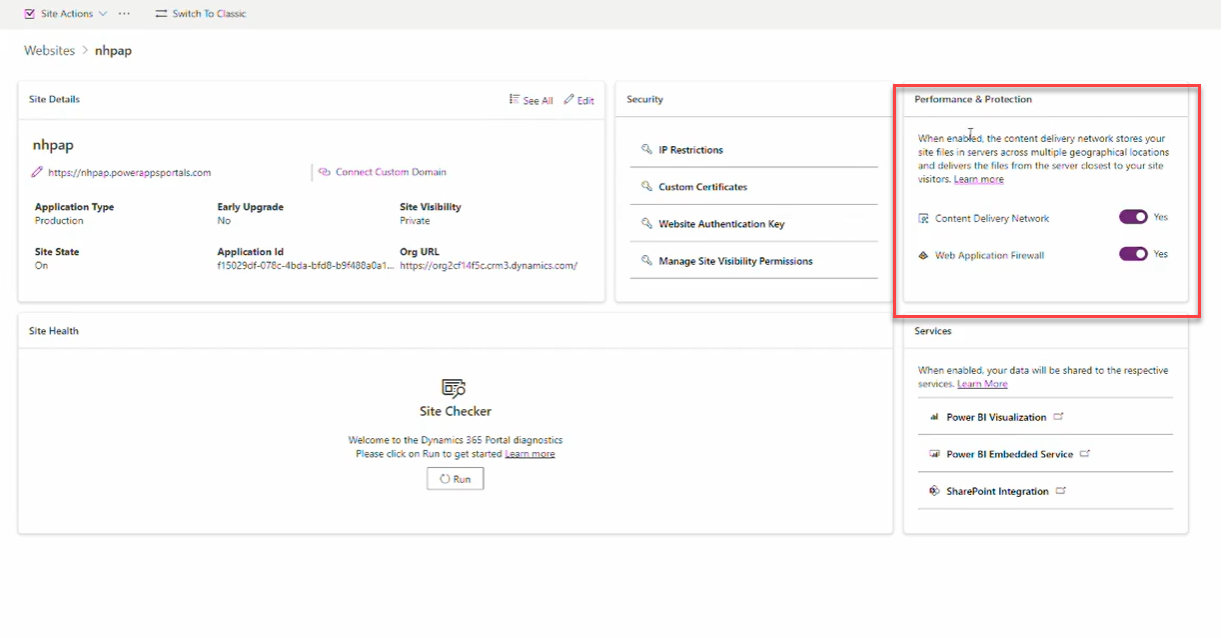 Site Actions ··· Switch To Classic
Websites > nhpap
Site Details See All Edit
nhpap
https://nhpap.powerappsportals.com Connect Custom Domain
Application Type Early Upgrade Site Visibility
Production No Private
Site State Application Id Org URL
On f15029df-078c-4bda-bfd8-b9f488a0a1... https://org2cf14f5c.crm3.dynamics.com/
Security
IP Restrictions
Custom Certificates
Website Authentication Key
Manage Site Visibility Permissions
Performance & Protection
When enabled, the content delivery network stores your
site files in servers across multiple geographical locations
and delivers the files from the server closest to your site
visitors. Learn more
Content Delivery Network Yes
Web Application Firewall Yes
Site Health
Site Checker
Welcome to the Dynamics 365 Portal diagnostics
Please click on Run to get started Learn more
Run
Services
When enabled, your data will be shared to the respective
services. Learn More
Power BI Visualization
Power BI Embedded Service
SharePoint Integration